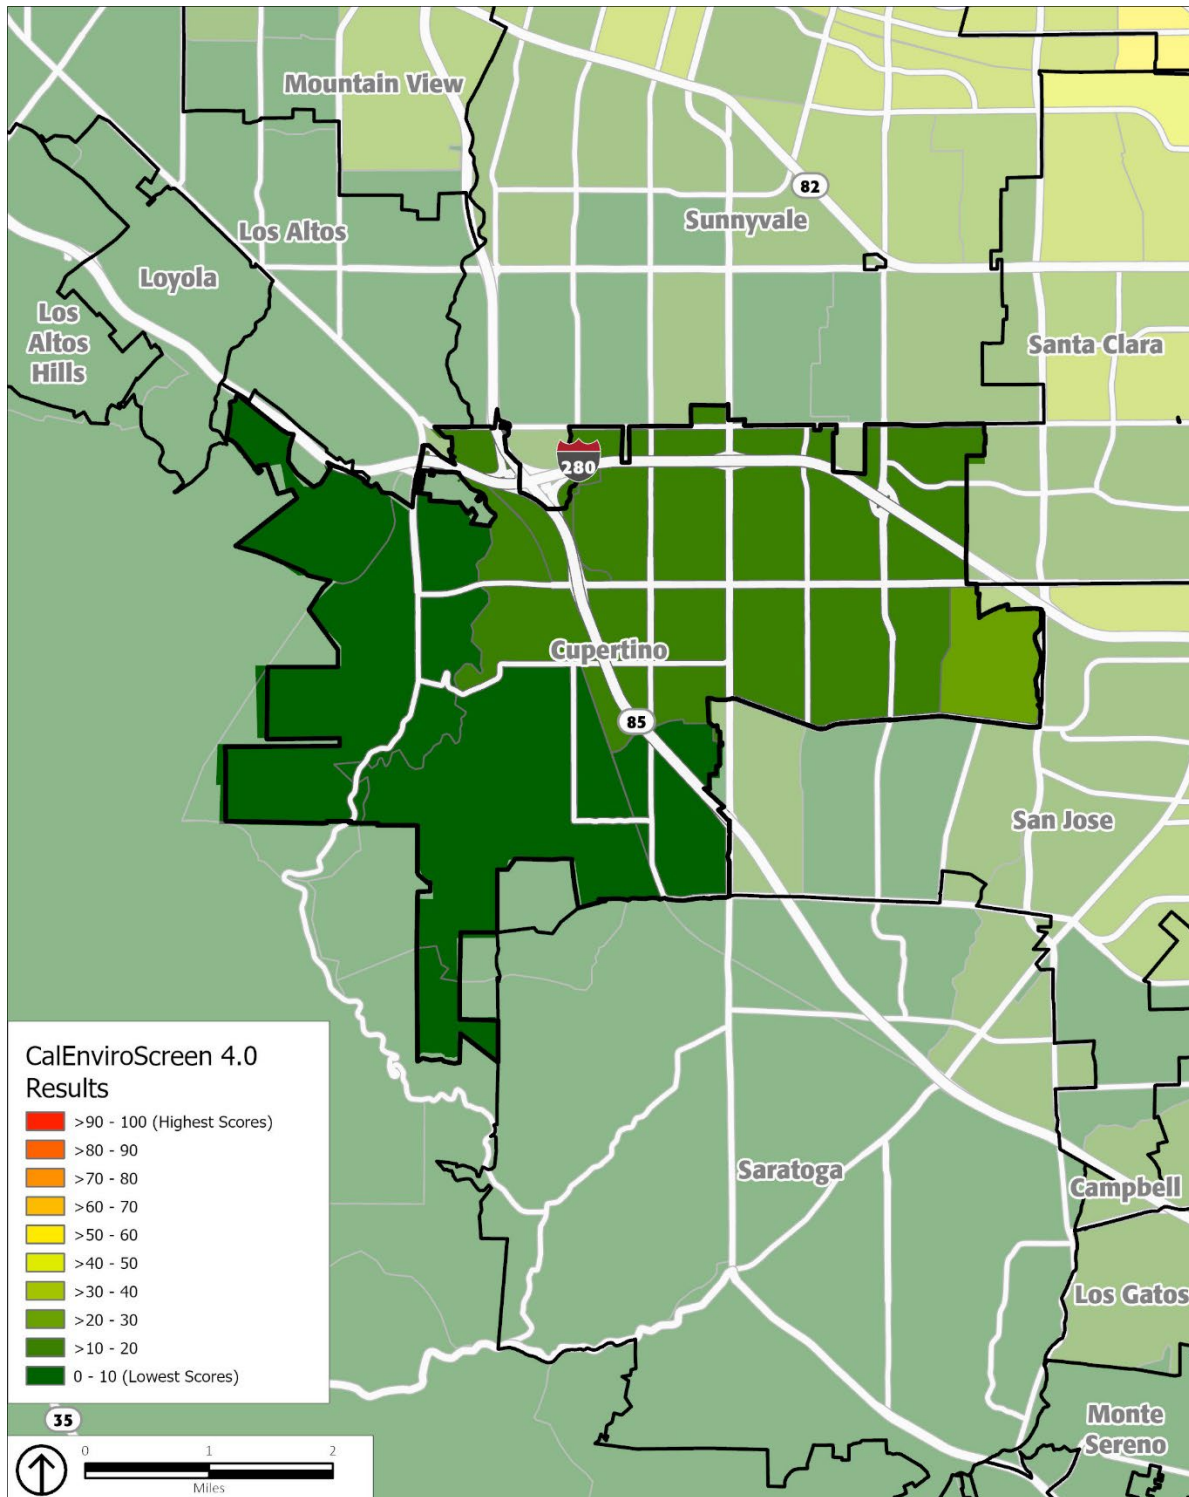 Mountain View
82
Sunnyvale
Los Altos
Loyola
Los
Altos
Hills
Santa Clara
280
Cupertino
85
San Jose
CalEnviroScreen 4.0
Results
>90 - 100 (Highest Scores)
>80 - 90
>70 - 80
>60 - 70
>50 - 60
>40 - 50
>30 - 40
>20 - 30
>10 - 20
0 - 10 (Lowest Scores)
Saratoga
Campbell
Los Gatos
Monte
Sereno
35
0 1 2
Miles